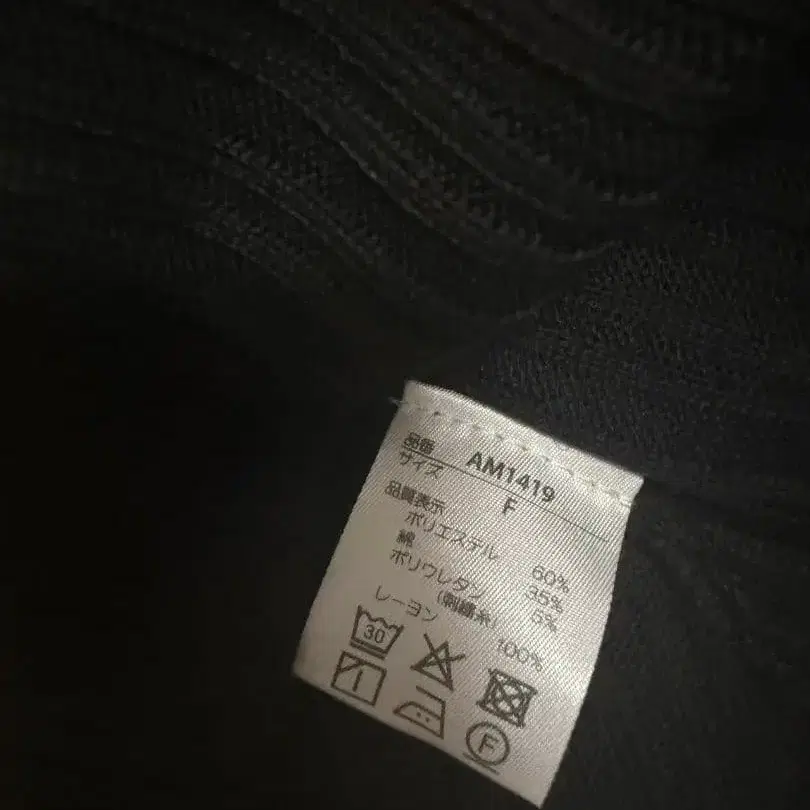 品番 AM1419
サイズ F
品質表示
ポリエステル 60%
綿 35%
ポリウレタン 5%
(刺繍糸)
レーヨン 100%
30
F